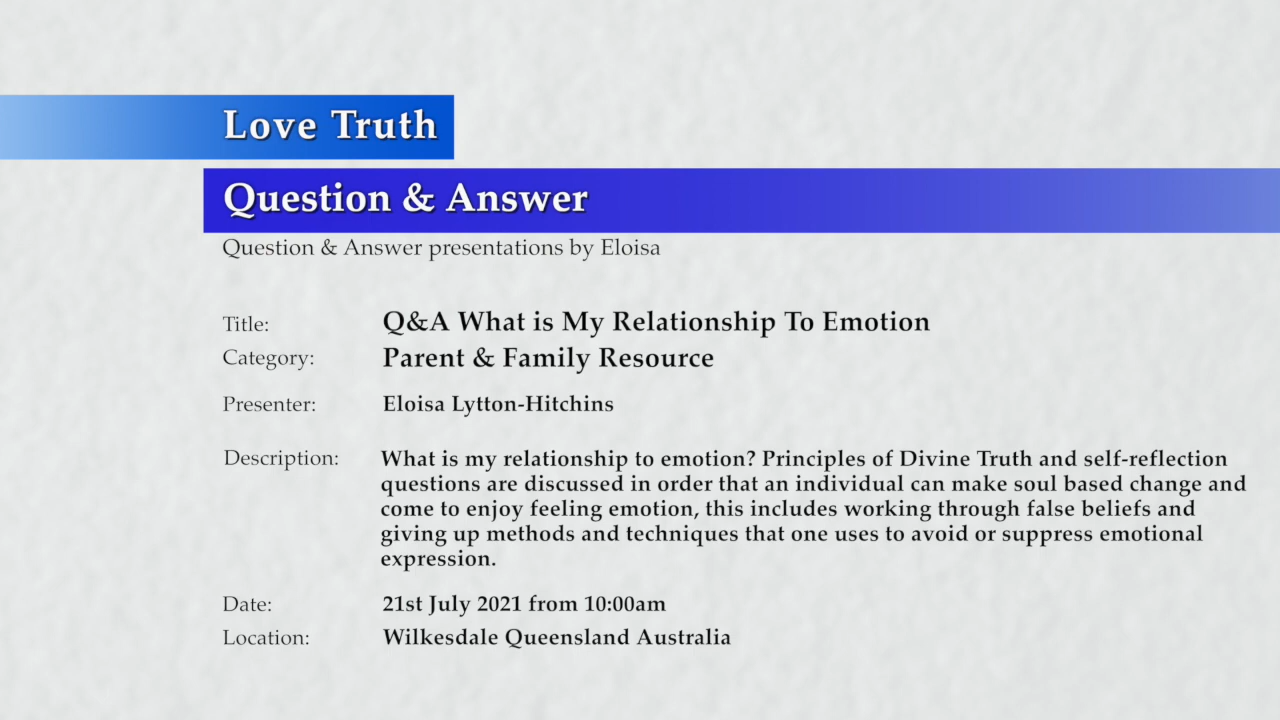 Love Truth
Question & Answer
Question & Answer presentations by Eloisa
Title: Q&A What is My Relationship To Emotion
Category: Parent & Family Resource
Presenter: Eloisa Lytton-Hitchins
Description: What is my relationship to emotion? Principles of Divine Truth and self-reflection
questions are discussed in order that an individual can make soul based change and
come to enjoy feeling emotion, this includes working through false beliefs and
giving up methods and techniques that one uses to avoid or suppress emotional
expression.
Date: 21st July 2021 from 10:00am
Location: Wilkesdale Queensland Australia